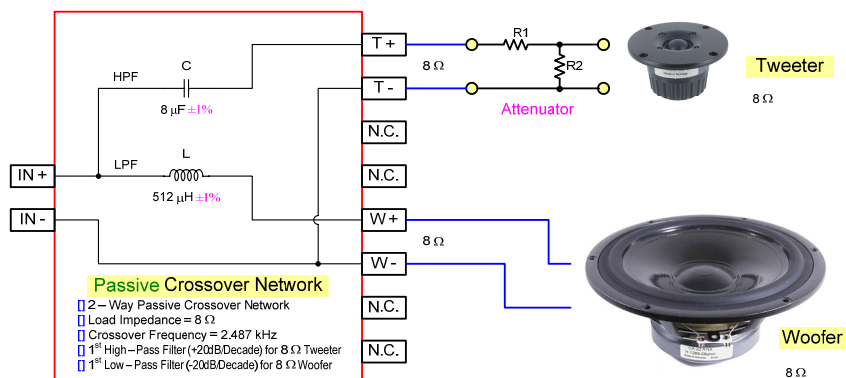 HPF
C
8 μF ±1%
LPF
L
512 μH ±1%
IN+
IN -
T+
T -
N.C.
N.C.
W+
W -
N.C.
N.C.
8 Ω
R1
R2
Attenuator
Tweeter
8 Ω
8 Ω
Woofer
8 Ω
Passive Crossover Network
[] 2 – Way Passive Crossover Network
[] Load Impedance = 8 Ω
[] Crossover Frequency = 2.487 kHz
[] 1st High – Pass Filter (+20dB/Decade) for 8 Ω Tweeter
[] 1st Low – Pass Filter (-20dB/Decade) for 8 Ω Woofer